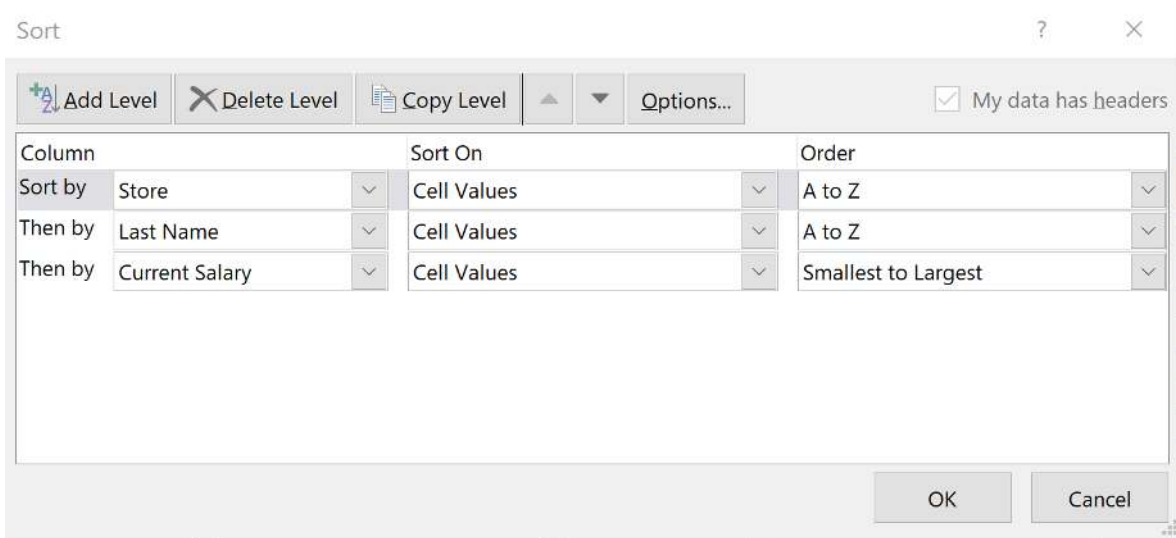 Sort ?
Add Level Delete Level Copy Level Options... My data has headers
Column Sort On Order
Sort by Store Cell Values A to Z
Then by Last Name Cell Values A to Z
Then by Current Salary Cell Values Smallest to Largest
OK Cancel